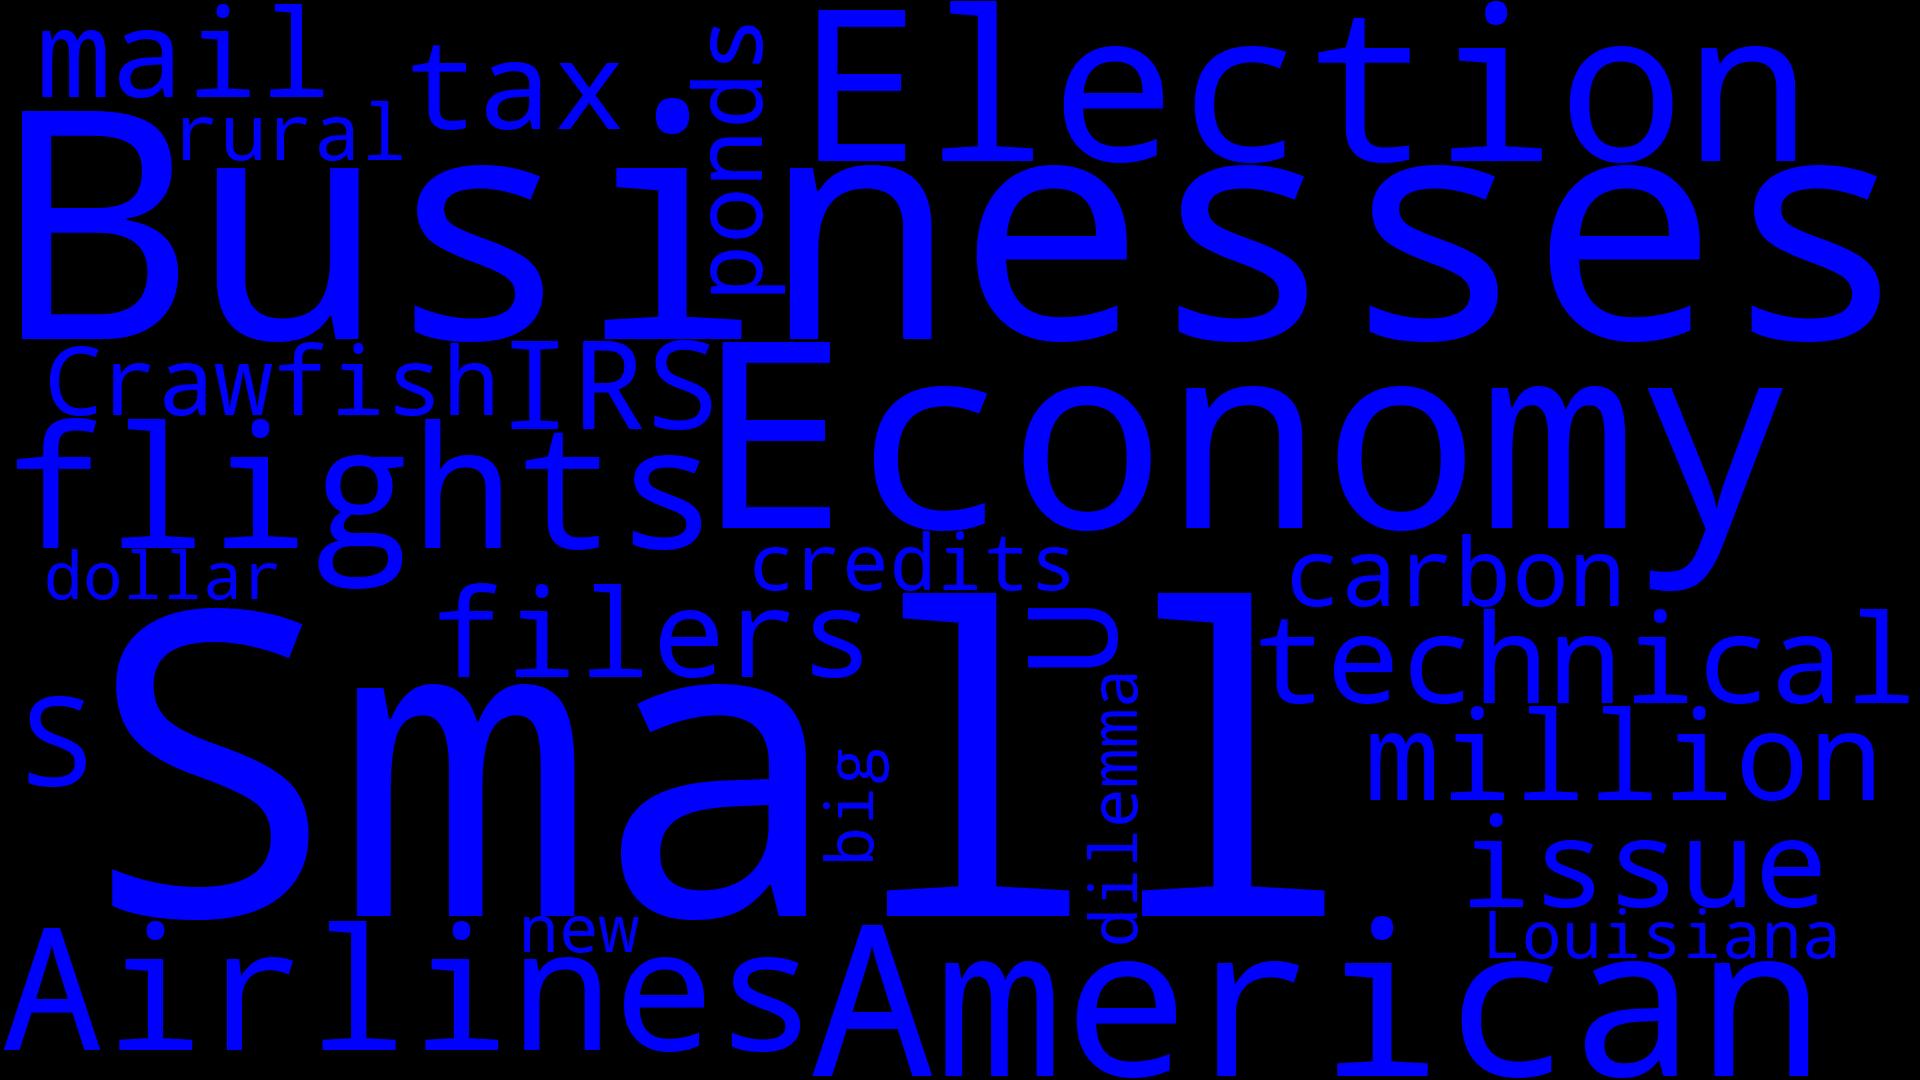 mail
tax
ponds
Election
rural
Businesses
Crawfish
IRS
Economy
flights
dollar
credits
carbon
filers
U
technical
Small
S
big
dilemma
million
issue
new
Louisiana
Airlines
American